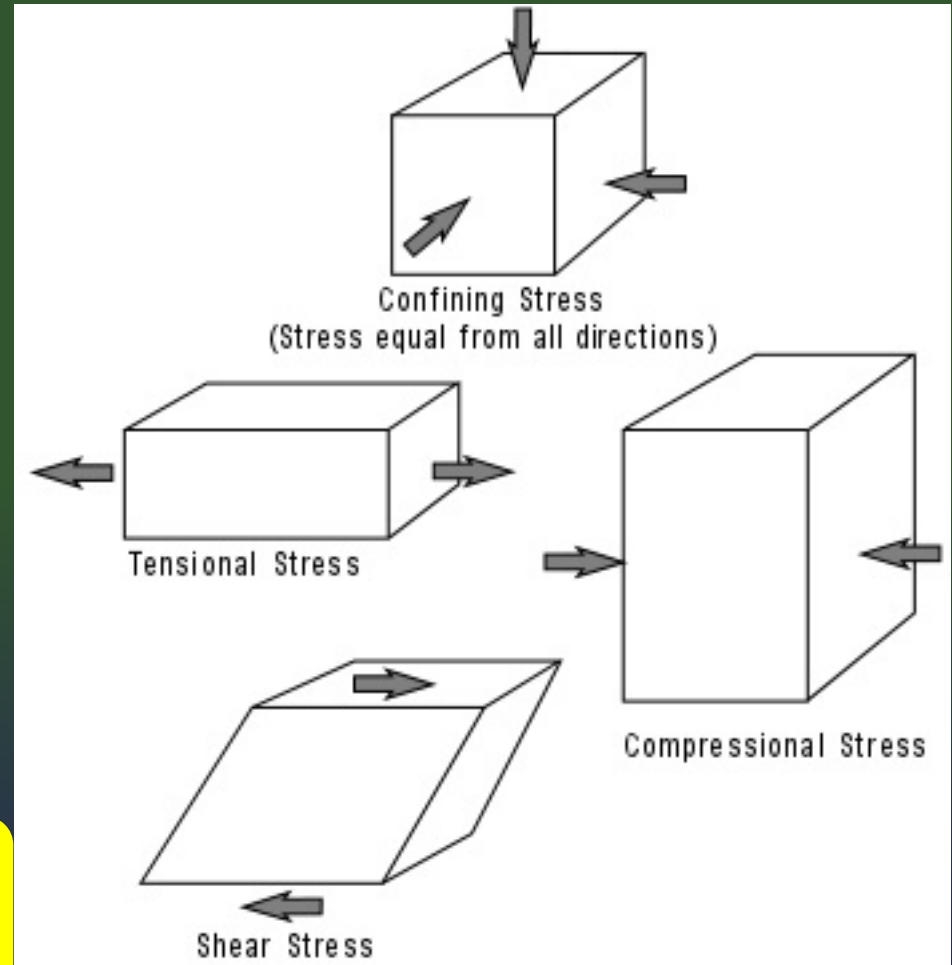 Confining Stress
(Stress equal from all directions)
Tensional Stress
Compressional Stress
Shear Stress